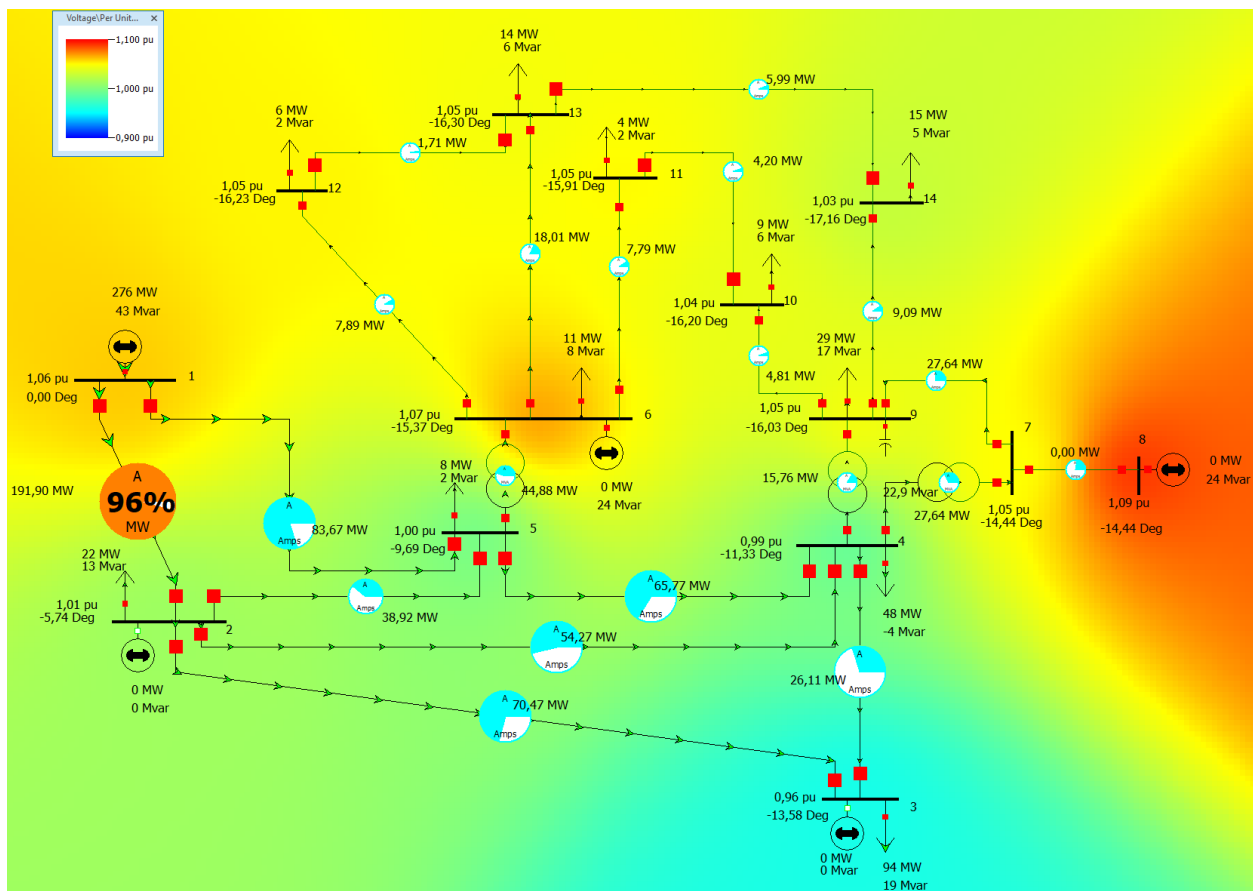 Voltage\Per Unit... ×
1,100 pu
1,000 pu
0,900 pu
14 MW
6 Mvar
1,05 pu
-16,30 Deg
13
5,99 MW
6 MW
2 Mvar
1,71 MW
1,05 pu
-16,23 Deg
12
4 MW
2 Mvar
1,05 pu
-15,91 Deg
11
4,20 MW
15 MW
5 Mvar
1,03 pu
-17,16 Deg
14
18,01 MW
7,79 MW
9 MW
6 Mvar
1,04 pu
-16,20 Deg
10
276 MW
43 Mvar
7,89 MW
9,09 MW
1,06 pu
0,00 Deg
1
11 MW
8 Mvar
29 MW
17 Mvar
4,81 MW
27,64 MW
1,07 pu
-15,37 Deg
6
1,05 pu
-16,03 Deg
9
7
8
0,00 MW
0 MW
24 Mvar
191,90 MW
A
96%
MW
8 MW
2 Mvar
44,88 MW
0 MW
24 Mvar
15,76 MW
22,9 Mvar
27,64 MW
1,05 pu
-14,44 Deg
1,09 pu
-14,44 Deg
A
83,67 MW
Amps
1,00 pu
-9,69 Deg
5
0,99 pu
-11,33 Deg
4
22 MW
13 Mvar
1,01 pu
-5,74 Deg
2
A
Amps
38,92 MW
A
65,77 MW
Amps
48 MW
-4 Mvar
A
54,27 MW
Amps
A
26,11 MW
Amps
0 MW
0 Mvar
A
70,47 MW
Amps
0,96 pu
-13,58 Deg
3
0 MW
0 Mvar
94 MW
19 Mvar